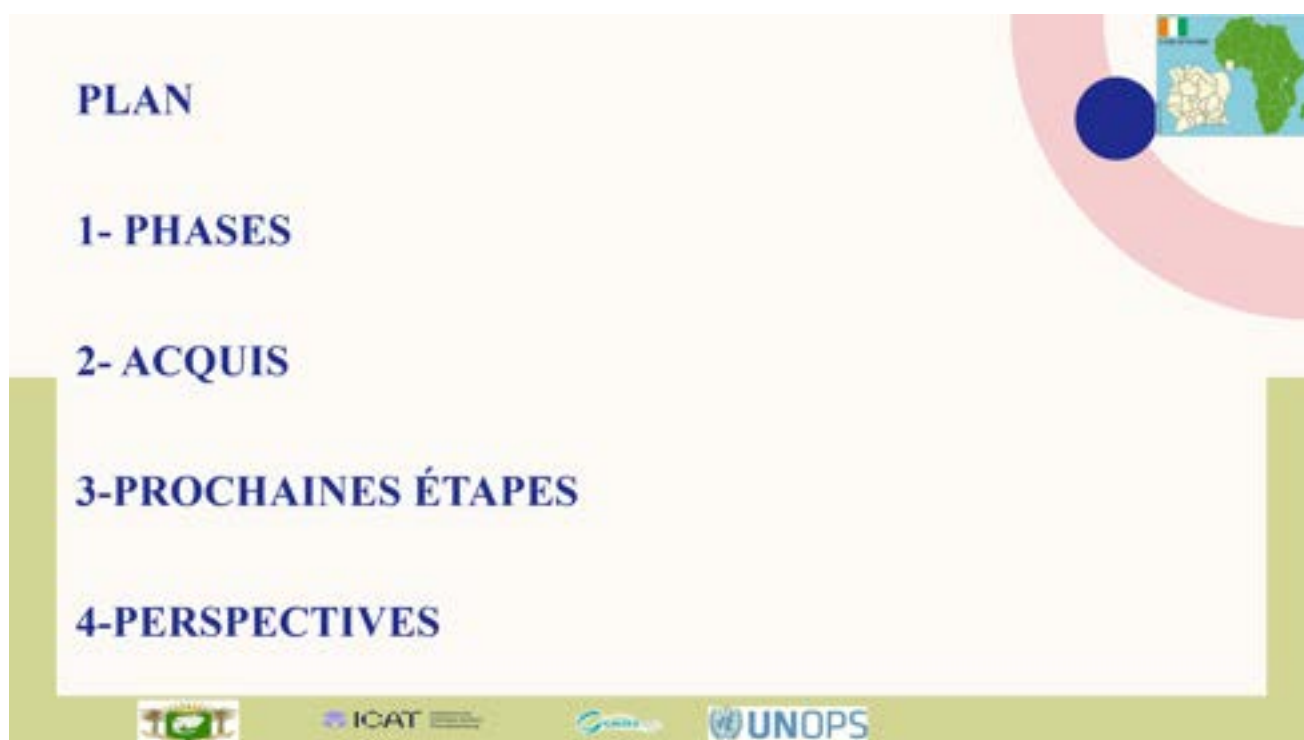 PLAN
1- PHASES
2- ACQUIS
3-PROCHAINES ÉTAPES
4-PERSPECTIVES
ICAT
UNOPS